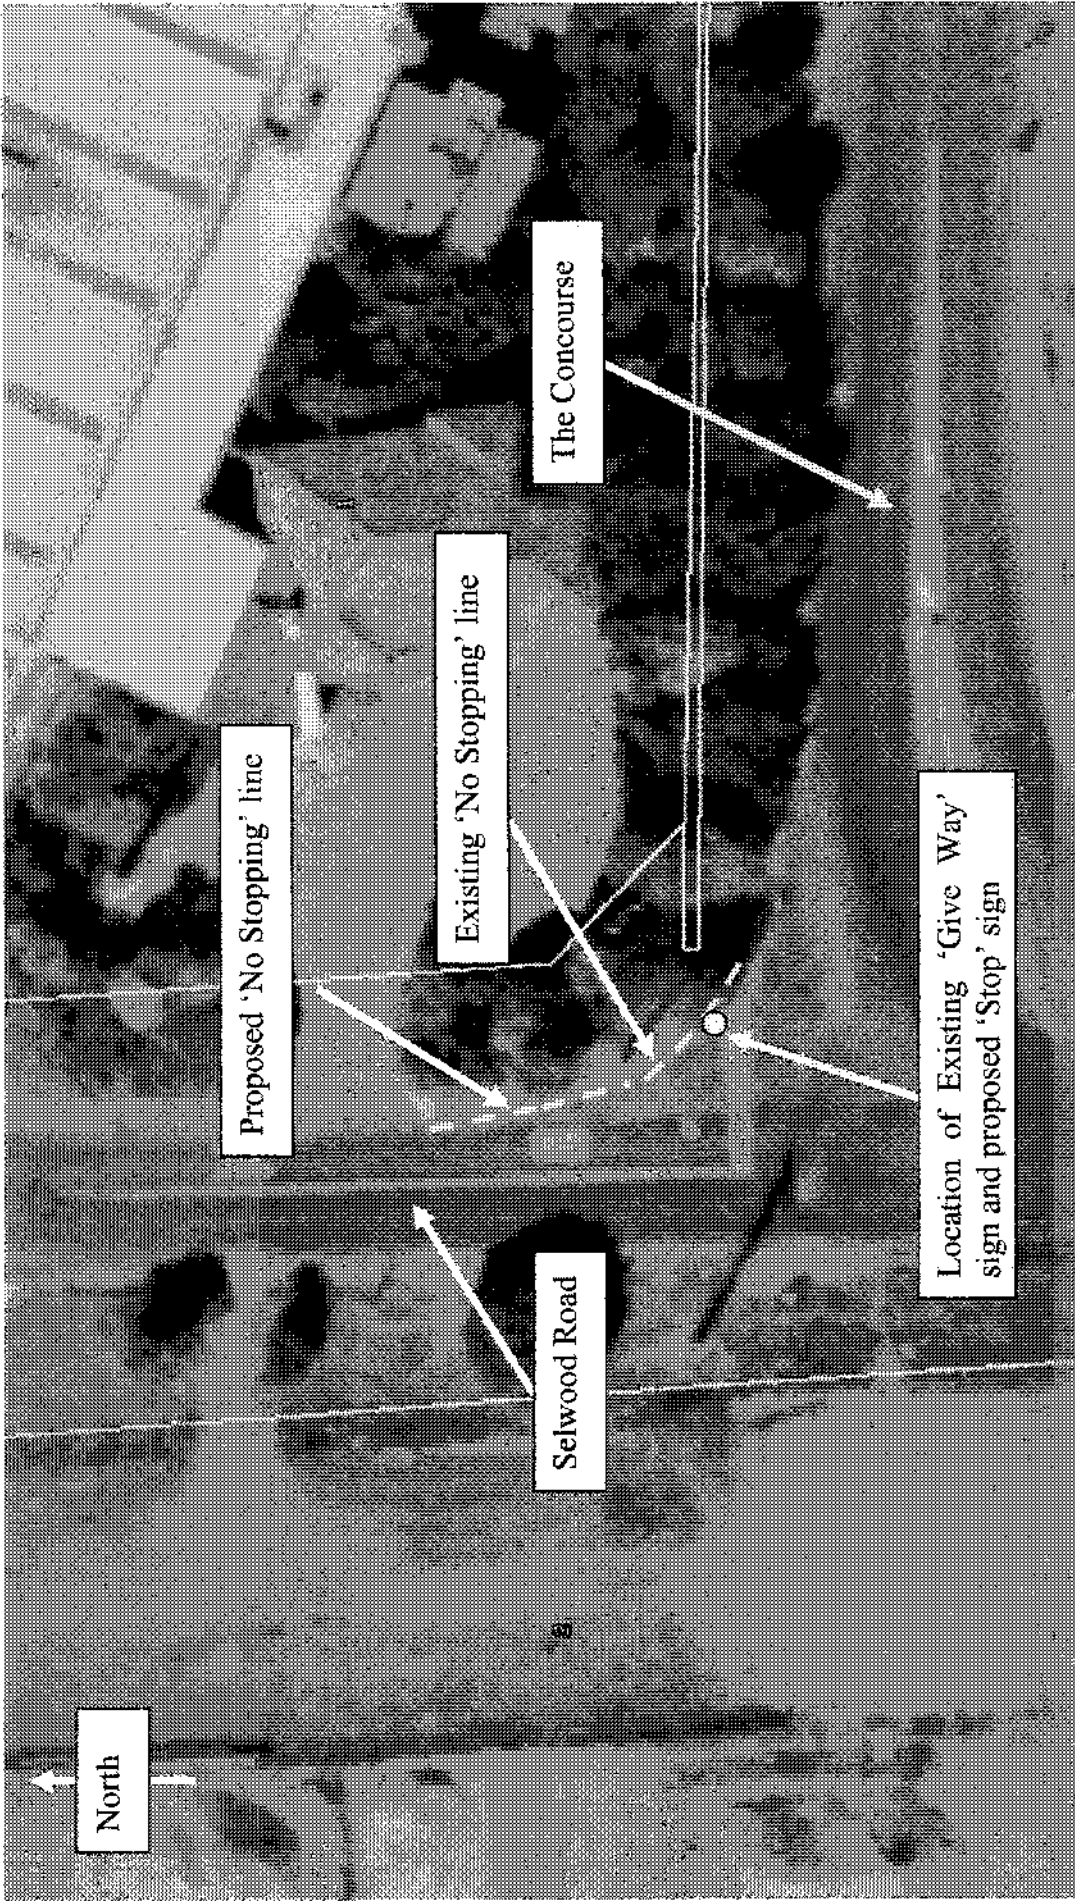 North
Selwood Road
Proposed ‘No Stopping’ line
Existing ‘No Stopping’ line
The Concourse
Location of Existing ‘Give Way’
sign and proposed ‘Stop’ sign